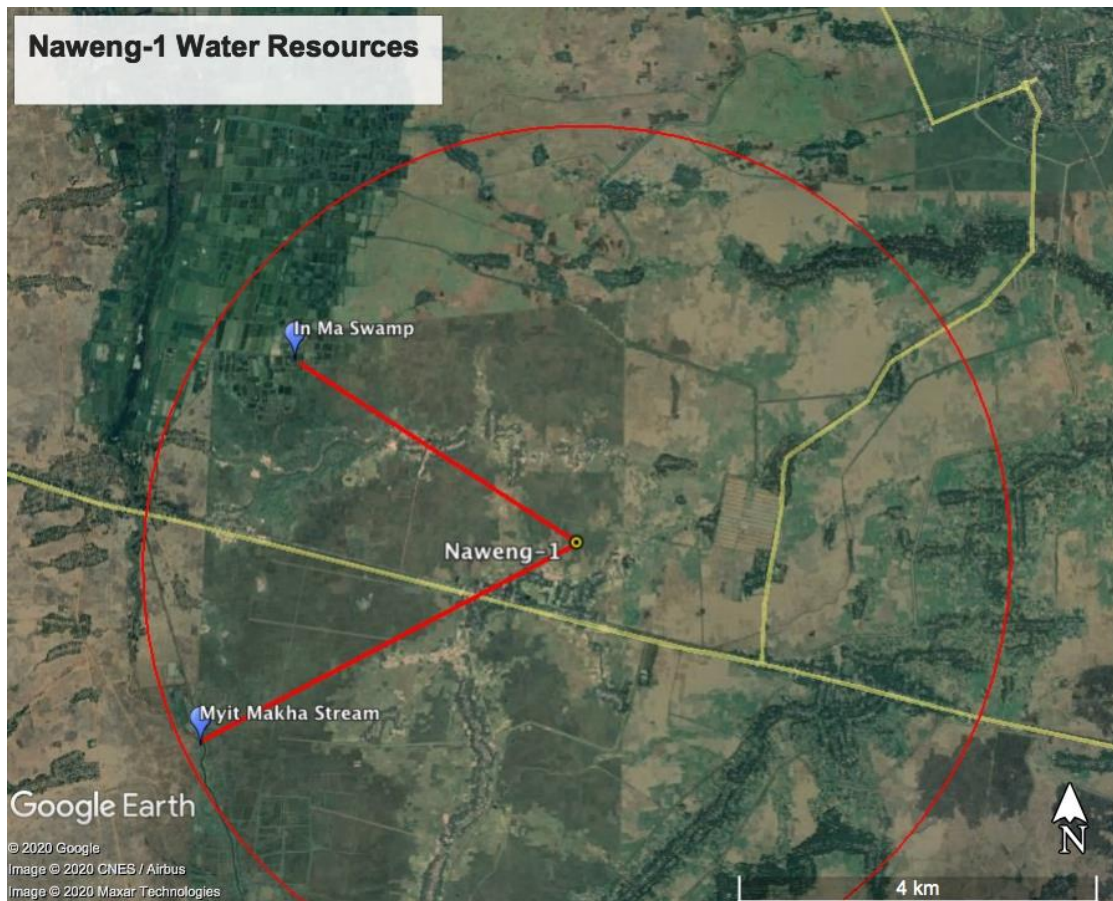 Naweng-1 Water Resources
In Ma Swamp
Naweng-1
Myit Makha Stream
Google Earth
© 2020 Google
Image © 2020 CNES / Airbus
Image © 2020 Maxar Technologies
N
4 km